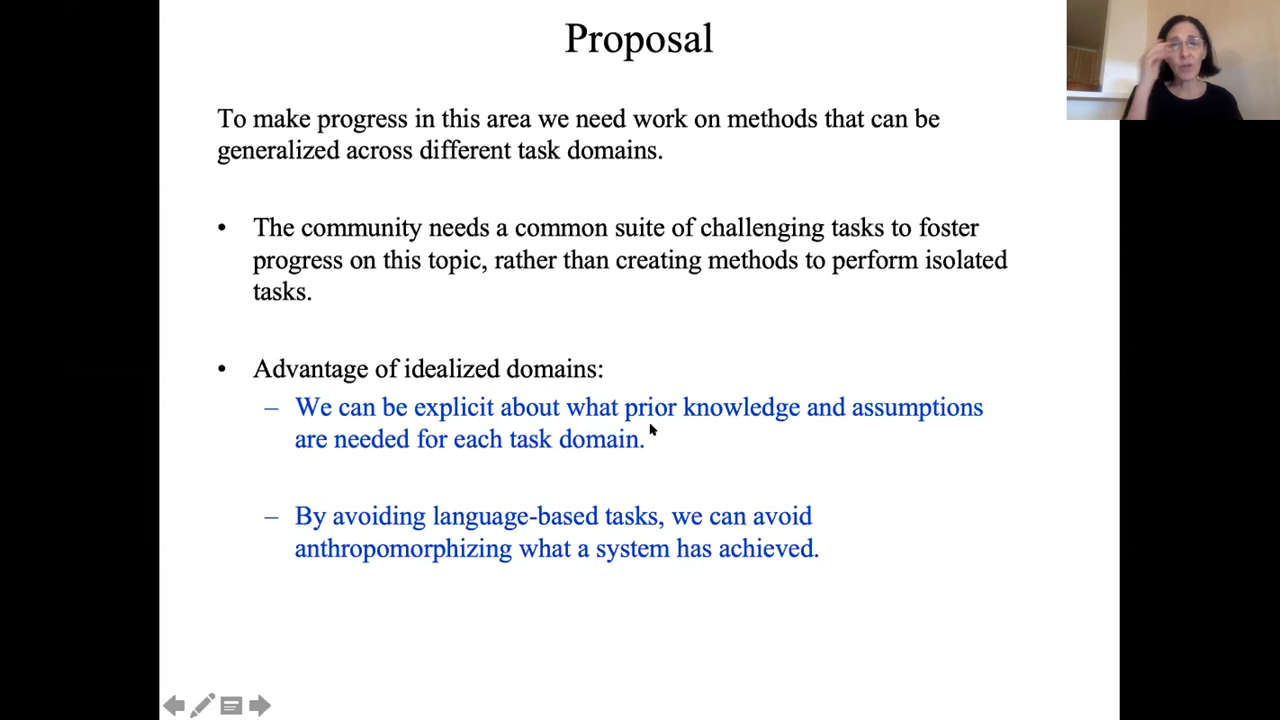 Proposal
To make progress in this area we need work on methods that can be
generalized across different task domains.
• The community needs a common suite of challenging tasks to foster
progress on this topic, rather than creating methods to perform isolated
tasks.
• Advantage of idealized domains:
– We can be explicit about what prior knowledge and assumptions
are needed for each task domain.
– By avoiding language-based tasks, we can avoid
anthropomorphizing what a system has achieved.